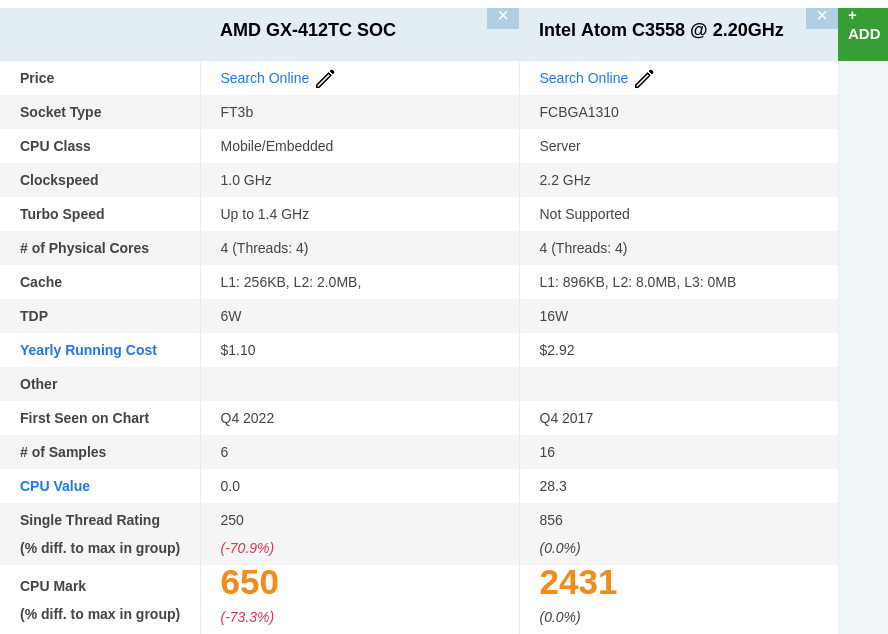 AMD GX-412TC SOC × Intel Atom C3558 @ 2.20GHz × + ADD
Price Search Online Search Online
Socket Type FT3b FCBGA1310
CPU Class Mobile/Embedded Server
Clockspeed 1.0 GHz 2.2 GHz
Turbo Speed Up to 1.4 GHz Not Supported
# of Physical Cores 4 (Threads: 4) 4 (Threads: 4)
Cache L1: 256KB, L2: 2.0MB, L1: 896KB, L2: 8.0MB, L3: 0MB
TDP 6W 16W
Yearly Running Cost $1.10 $2.92
Other
First Seen on Chart Q4 2022 Q4 2017
# of Samples 6 16
CPU Value 0.0 28.3
Single Thread Rating 250 856
(% diff. to max in group) (-70.9%) (0.0%)
CPU Mark 650 2431
(% diff. to max in group) (-73.3%) (0.0%)